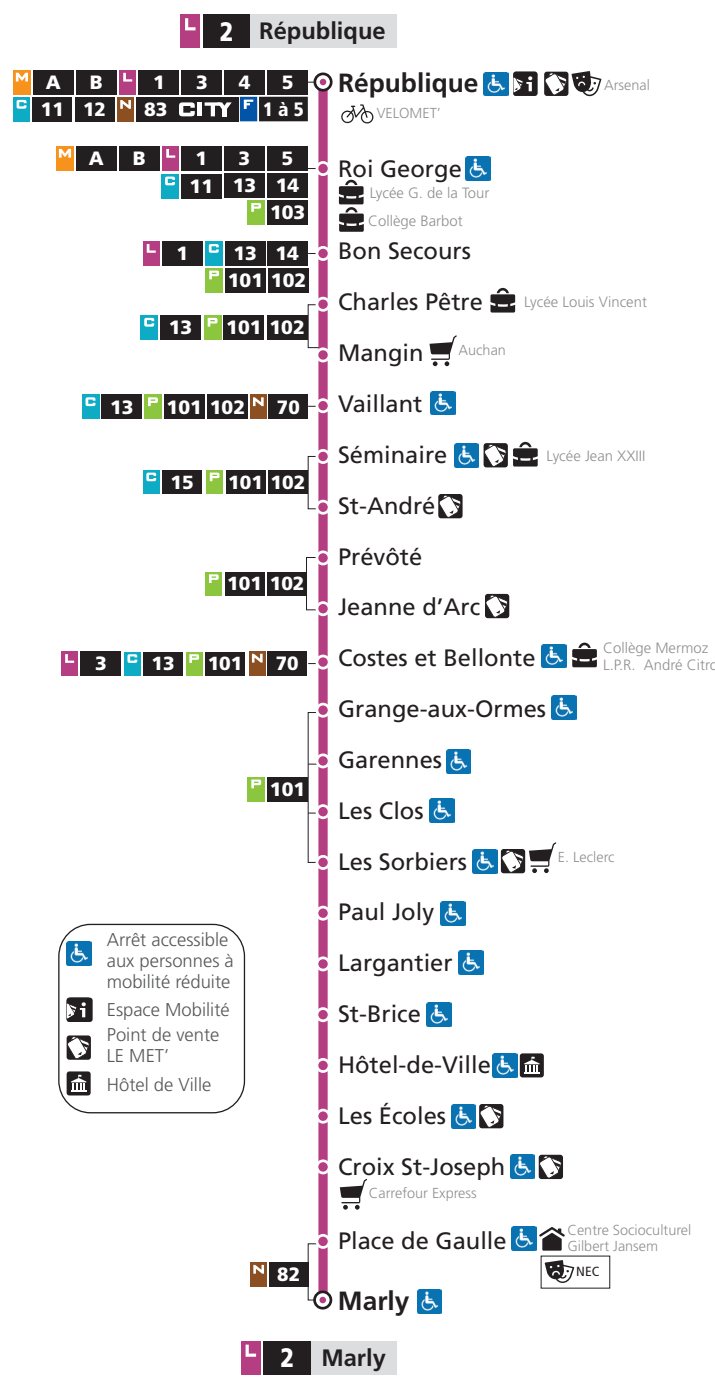 L 2 République
M A B L 1 3 4 5 République Arsenal
C 11 12 N 83 CITY F 1 à 5 VELOMET’
M A B L 1 3 5 Roi George
C 11 13 14 Lycée G. de la Tour
P 103 Collège Barbot
L 1 C 13 14 Bon Secours
P 101 102
Charles Pêtre Lycée Louis Vincent
C 13 P 101 102
Mangin Auchan
C 13 P 101 102 N 70 Vaillant
Séminaire Lycée Jean XXIII
C 15 P 101 102
St-André
Prévôté
P 101 102
Jeanne d’Arc
L 3 C 13 P 101 N 70 Costes et Bellonte Collège Mermoz
L.P.R. André Citro
Grange-aux-Ormes
Garennes
P 101
Les Clos
Les Sorbiers E. Leclerc
Paul Joly
Largantier
St-Brice
Hôtel-de-Ville
Les Écoles
Croix St-Joseph
Carrefour Express
Place de Gaulle Centre Socioculturel
Gilbert Jansem
NEC
N 82
Marly
Arrêt accessible
aux personnes à
mobilité réduite
Espace Mobilité
Point de vente
LE MET’
Hôtel de Ville
L 2 Marly